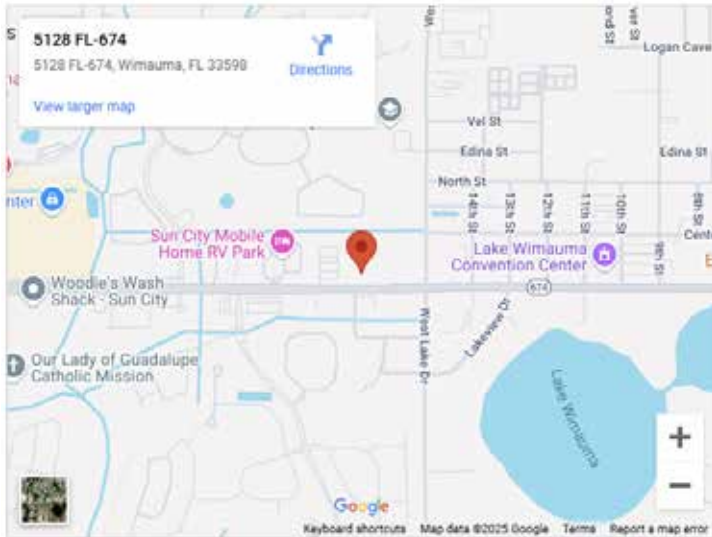 5128 FL-674
5128 FL-674, Wimauma, FL 33598
Directions
View larger map
Logan Cave
Vel St
Edina St
Edina St
North St
14th St
13th St
12th St
11th St
10th St
9th St
8th St
Sun City Mobile
Home RV Park
Lake Wimauma
Convention Center
Woodie's Wash
Shack - Sun City
674
West Lake Dr
Lakeview Dr
Our Lady of Guadalupe
Catholic Mission
Lake Wimauma
+
−
Google
Keyboard shortcuts
Map data ©2025 Google
Terms
Report a map error